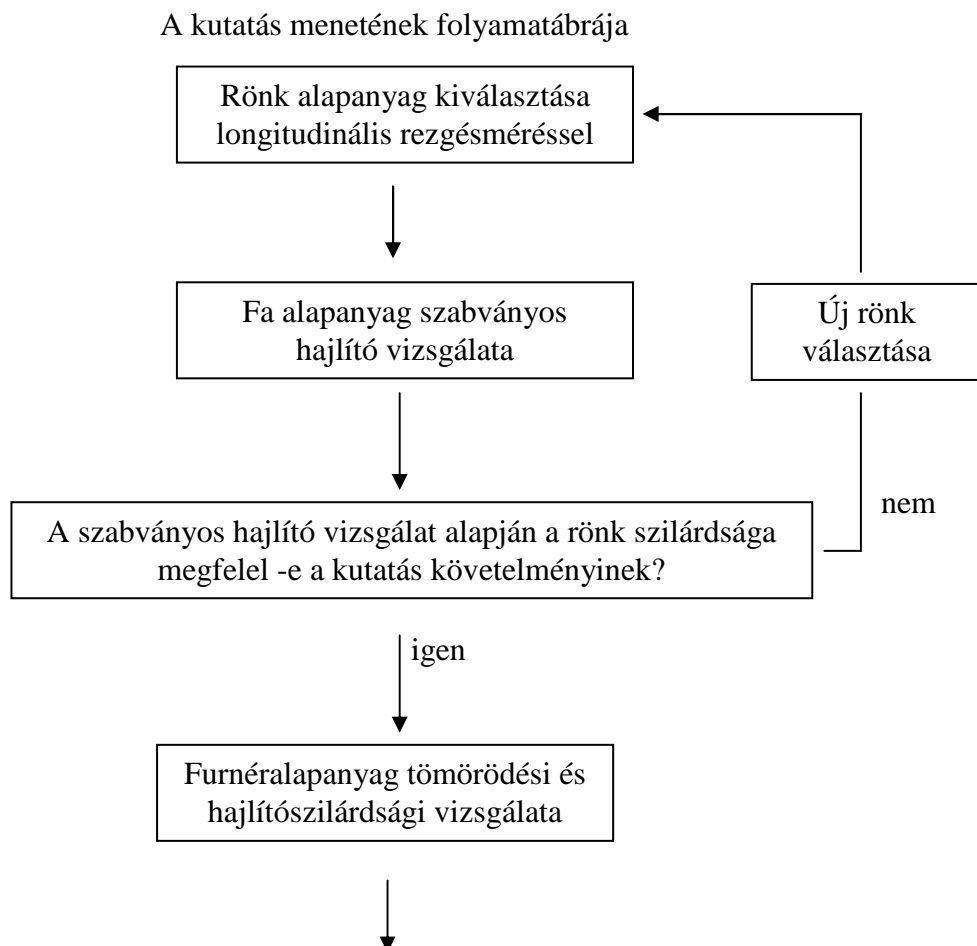 A kutatás menetének folyamatábrája
Rönk alapanyag kiválasztása
longitudinális rezgésméréssel
Fa alapanyag szabványos
hajlító vizsgálata
Új rönk
választása
A szabványos hajlító vizsgálat alapján a rönk szilárdsága
megfelel -e a kutatás követelményinek?
nem
igen
Furnéralapanyag tömörödési és
hajlítószilárdsági vizsgálata